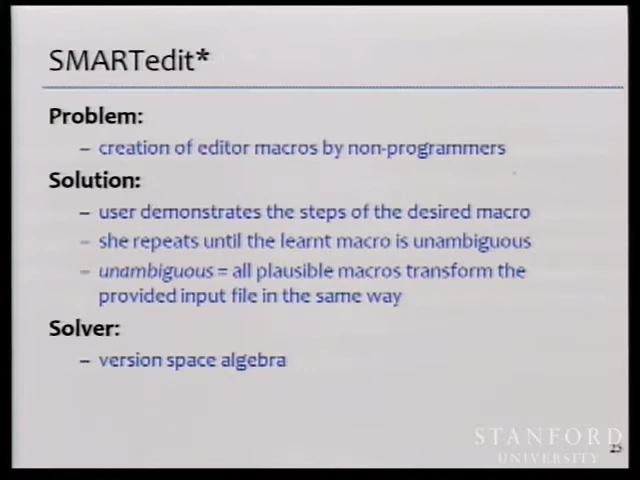 SMARTedit*
Problem:
– creation of editor macros by non-programmers
Solution:
– user demonstrates the steps of the desired macro
– she repeats until the learnt macro is unambiguous
– unambiguous = all plausible macros transform the
provided input file in the same way
Solver:
– version space algebra
STANFORD
UNIVERSITY
25